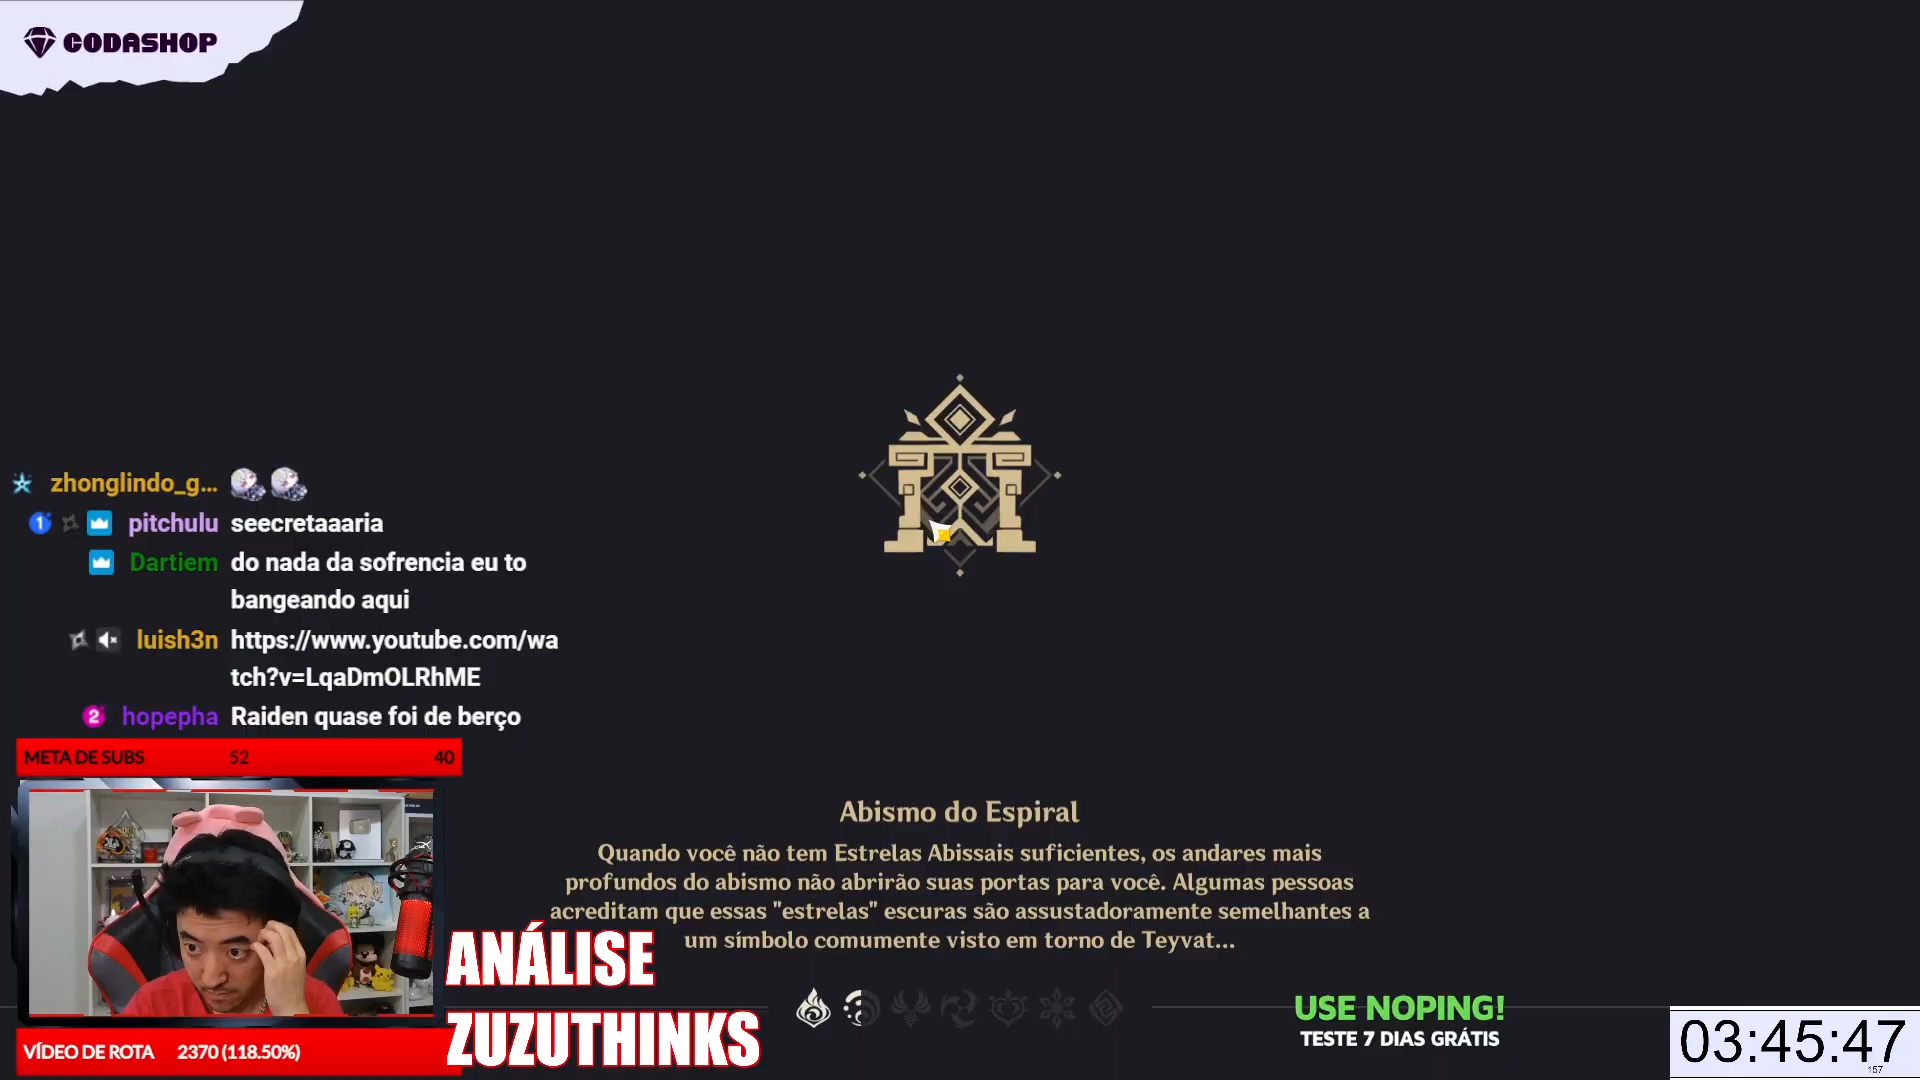 CODASHOP
zhonglindo_g...
pitchulu seecretaaaria
Dartiem do nada da sofrencia eu to
bangeando aqui
luish3n https://www.youtube.com/wa
tch?v=LqaDmOLRhME
2 hopepha Raiden quase foi de berço
META DE SUBS 52 40
Abismo do Espiral
Quando você não tem Estrelas Abissais suficientes, os andares mais
profundos do abismo não abrirão suas portas para você. Algumas pessoas
acreditam que essas "estrelas" escuras são assustadoramente semelhantes a
um símbolo comumente visto em torno de Teyvat...
ANÁLISE
ZUZUTHINKS
VÍDEO DE ROTA 2370 (118.50%)
USE NOPING!
TESTE 7 DIAS GRÁTIS
03:45:47
157